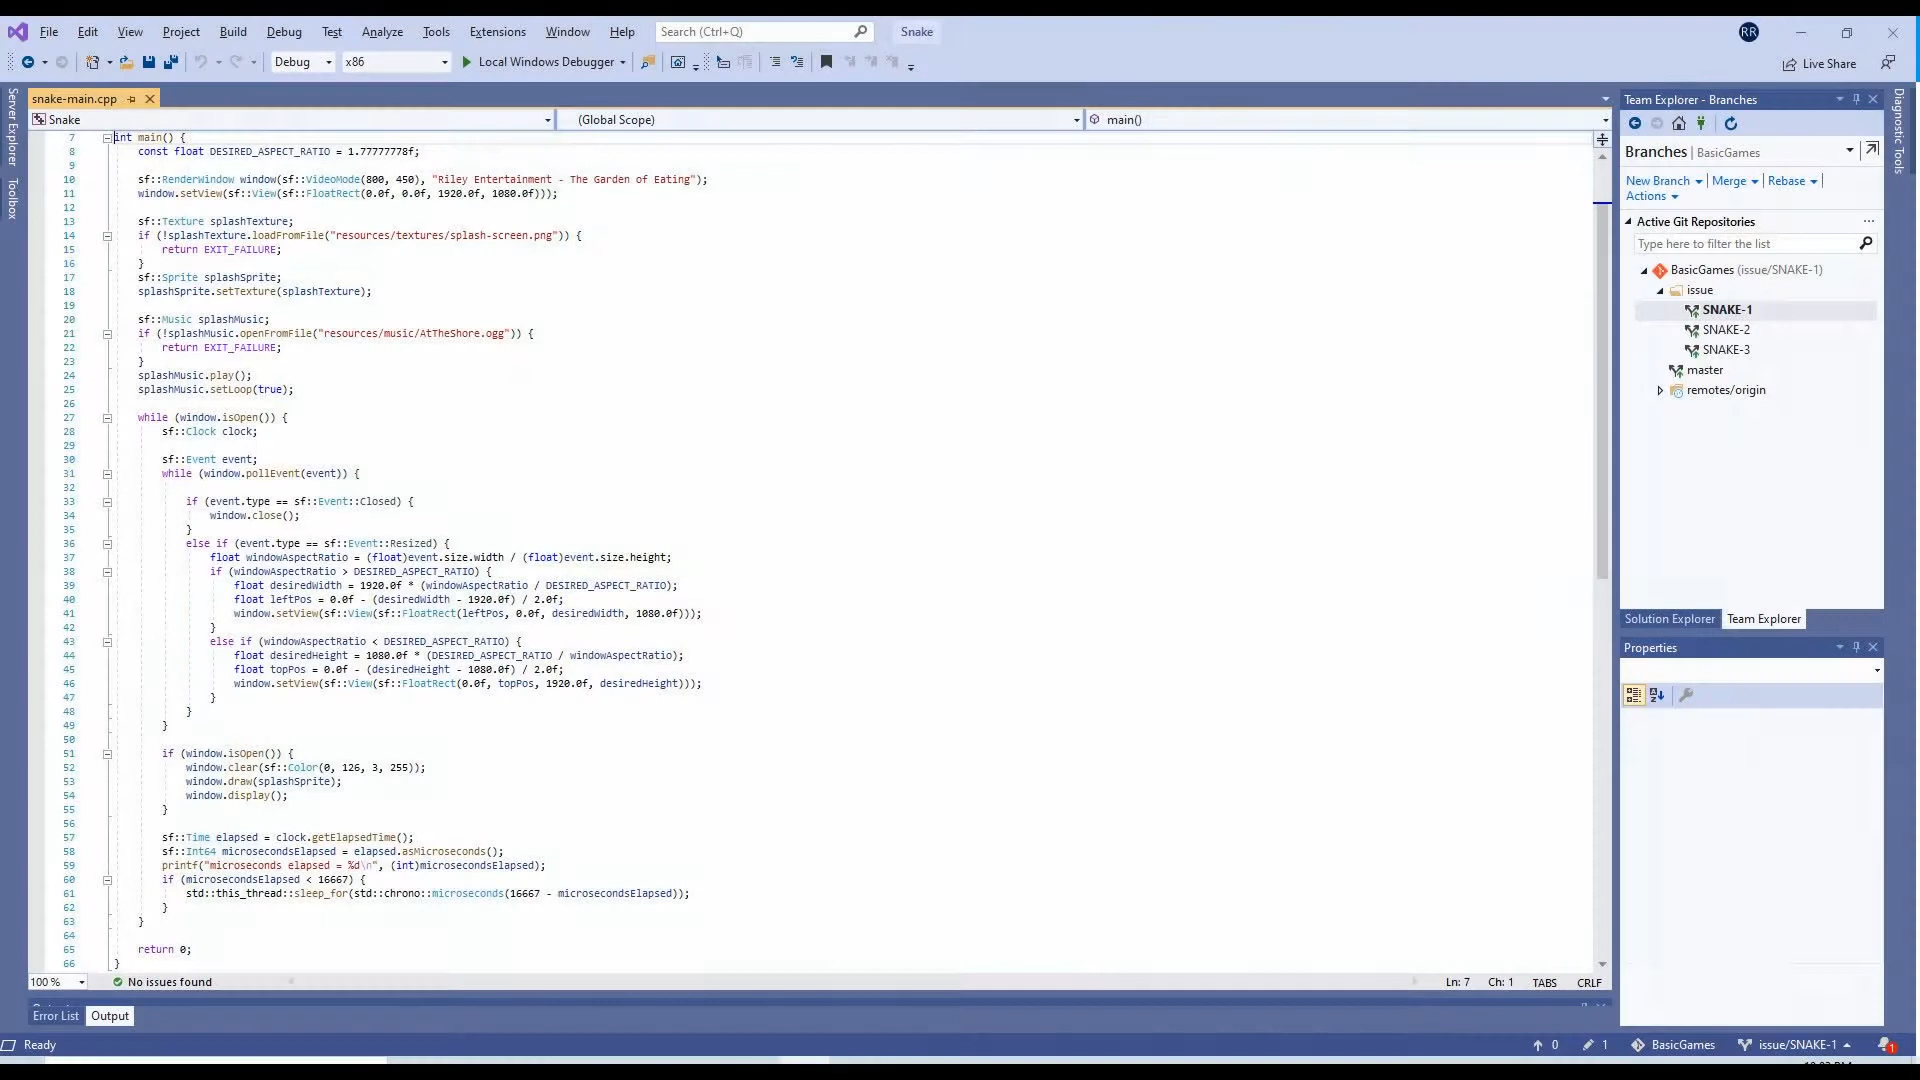 File Edit View Project Build Debug Test Analyze Tools Extensions Window Help Search (Ctrl+Q) Snake RR
Debug x86 Local Windows Debugger Live Share
Server Explorer
Toolbox
snake-main.cpp
Snake (Global Scope) main()
7 int main() {
8 const float DESIRED_ASPECT_RATIO = 1.77777778f;
9
10 sf::RenderWindow window(sf::VideoMode(800, 450), "Riley Entertainment - The Garden of Eating");
11 window.setView(sf::View(sf::FloatRect(0.0f, 0.0f, 1920.0f, 1080.0f)));
12
13 sf::Texture splashTexture;
14 if (!splashTexture.loadFromFile("resources/textures/splash-screen.png")) {
15 return EXIT_FAILURE;
16 }
17 sf::Sprite splashSprite;
18 splashSprite.setTexture(splashTexture);
19
20 sf::Music splashMusic;
21 if (!splashMusic.openFromFile("resources/music/AtTheShore.ogg")) {
22 return EXIT_FAILURE;
23 }
24 splashMusic.play();
25 splashMusic.setLoop(true);
26
27 while (window.isOpen()) {
28 sf::Clock clock;
29
30 sf::Event event;
31 while (window.pollEvent(event)) {
32
33 if (event.type == sf::Event::Closed) {
34 window.close();
35 }
36 else if (event.type == sf::Event::Resized) {
37 float windowAspectRatio = (float)event.size.width / (float)event.size.height;
38 if (windowAspectRatio > DESIRED_ASPECT_RATIO) {
39 float desiredWidth = 1920.0f * (windowAspectRatio / DESIRED_ASPECT_RATIO);
40 float leftPos = 0.0f - (desiredWidth - 1920.0f) / 2.0f;
41 window.setView(sf::View(sf::FloatRect(leftPos, 0.0f, desiredWidth, 1080.0f)));
42 }
43 else if (windowAspectRatio < DESIRED_ASPECT_RATIO) {
44 float desiredHeight = 1080.0f * (DESIRED_ASPECT_RATIO / windowAspectRatio);
45 float topPos = 0.0f - (desiredHeight - 1080.0f) / 2.0f;
46 window.setView(sf::View(sf::FloatRect(0.0f, topPos, 1920.0f, desiredHeight)));
47 }
48 }
49 }
50
51 if (window.isOpen()) {
52 window.clear(sf::Color(0, 126, 3, 255));
53 window.draw(splashSprite);
54 window.display();
55 }
56
57 sf::Time elapsed = clock.getElapsedTime();
58 sf::Int64 microsecondsElapsed = elapsed.asMicroseconds();
59 printf("microseconds elapsed = %d\n", (int)microsecondsElapsed);
60 if (microsecondsElapsed < 16667) {
61 std::this_thread::sleep_for(std::chrono::microseconds(16667 - microsecondsElapsed));
62 }
63 }
64
65 return 0;
66 }
100 % No issues found Ln: 7 Ch: 1 TABS CRLF
Error List Output
Team Explorer - Branches
Branches | BasicGames
New Branch | Merge | Rebase |
Actions
Active Git Repositories
Type here to filter the list
BasicGames (issue/SNAKE-1)
issue
SNAKE-1
SNAKE-2
SNAKE-3
master
remotes/origin
Solution Explorer Team Explorer
Properties
Diagnostic Tools
Ready 0 1 BasicGames issue/SNAKE-1 1